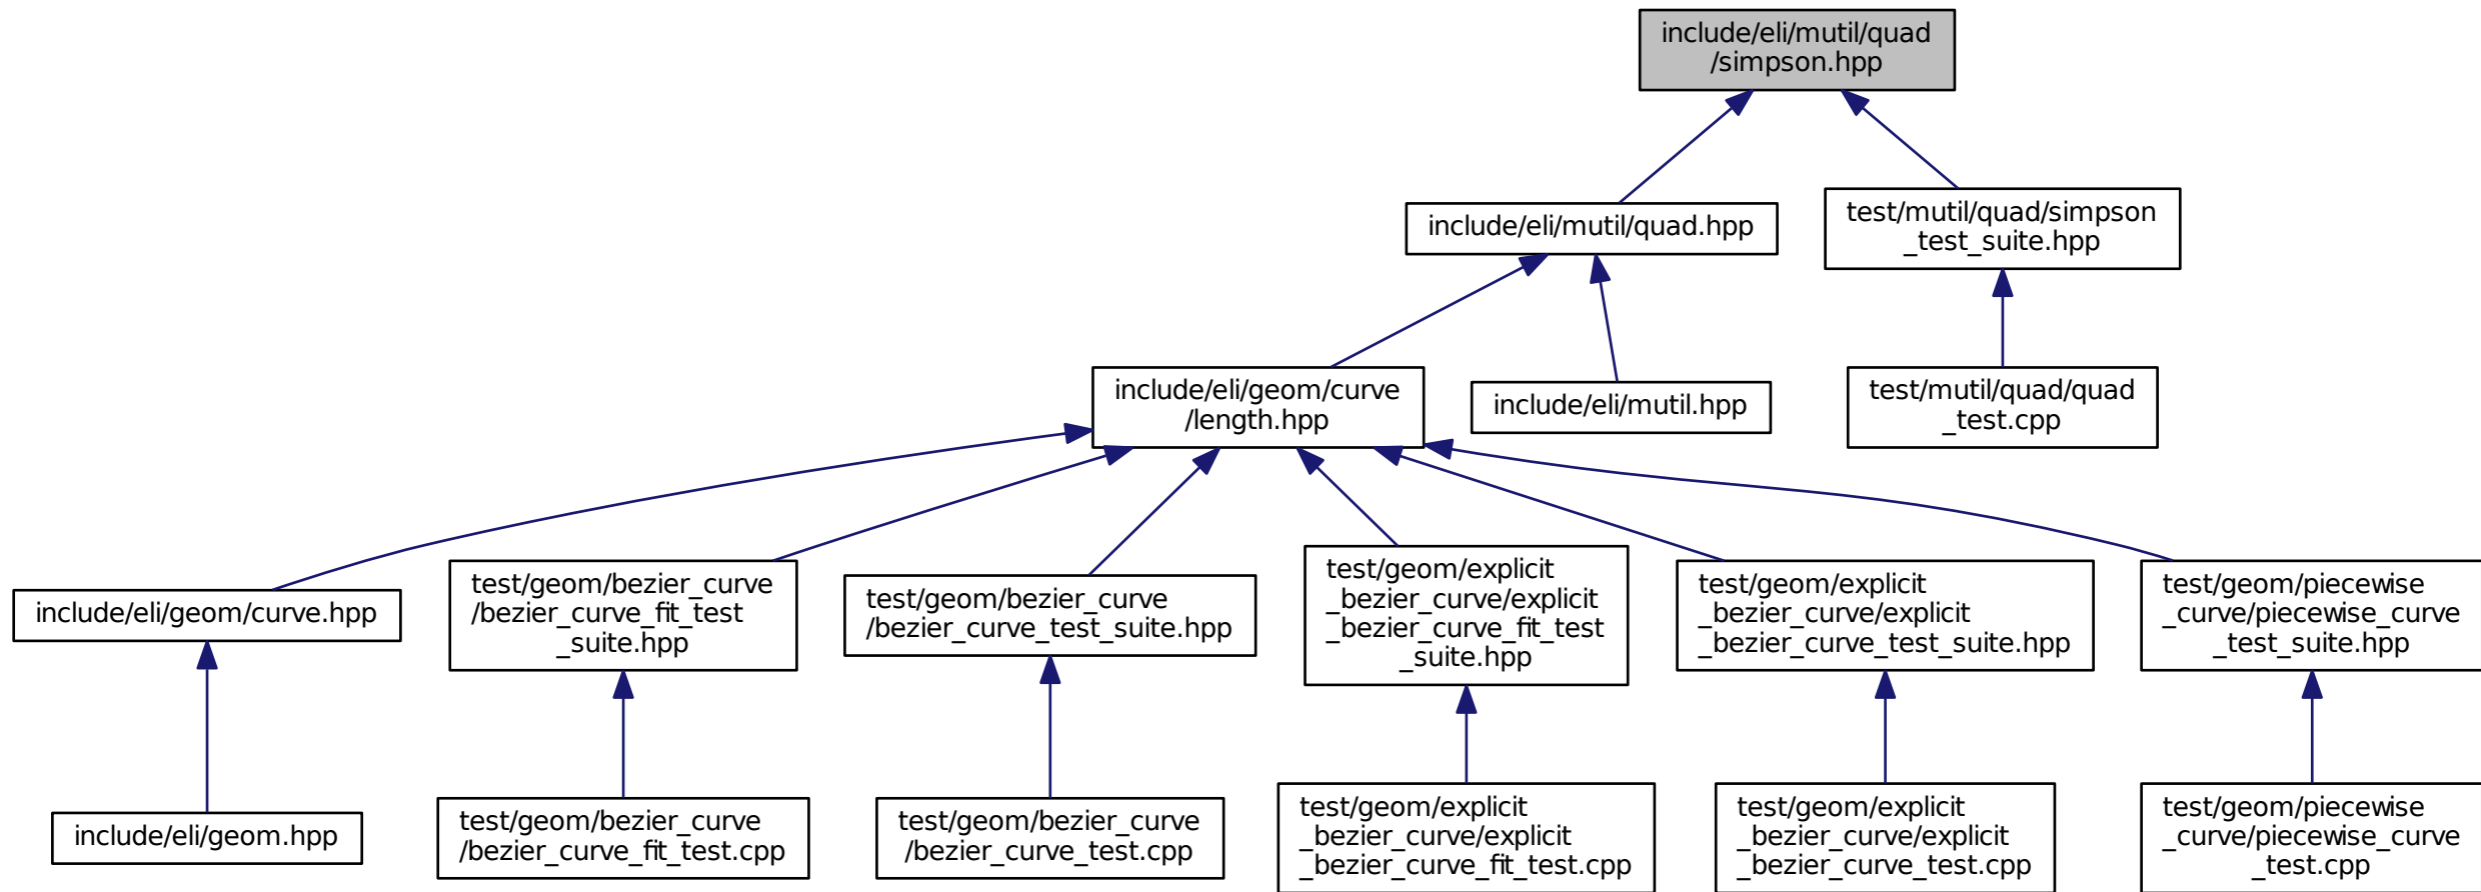 include/eli/mutil/quad
/simpson.hpp
include/eli/mutil/quad.hpp
test/mutil/quad/simpson
_test_suite.hpp
include/eli/geom/curve
/length.hpp
include/eli/mutil.hpp
test/mutil/quad/quad
_test.cpp
include/eli/geom/curve.hpp
test/geom/bezier_curve
/bezier_curve_fit_test
_suite.hpp
test/geom/bezier_curve
/bezier_curve_test_suite.hpp
test/geom/explicit
_bezier_curve/explicit
_bezier_curve_fit_test
_suite.hpp
test/geom/explicit
_bezier_curve/explicit
_bezier_curve_test_suite.hpp
test/geom/piecewise
_curve/piecewise_curve
_test_suite.hpp
include/eli/geom.hpp
test/geom/bezier_curve
/bezier_curve_fit_test.cpp
test/geom/bezier_curve
/bezier_curve_test.cpp
test/geom/explicit
_bezier_curve/explicit
_bezier_curve_fit_test.cpp
test/geom/explicit
_bezier_curve/explicit
_bezier_curve_test.cpp
test/geom/piecewise
_curve/piecewise_curve
_test.cpp